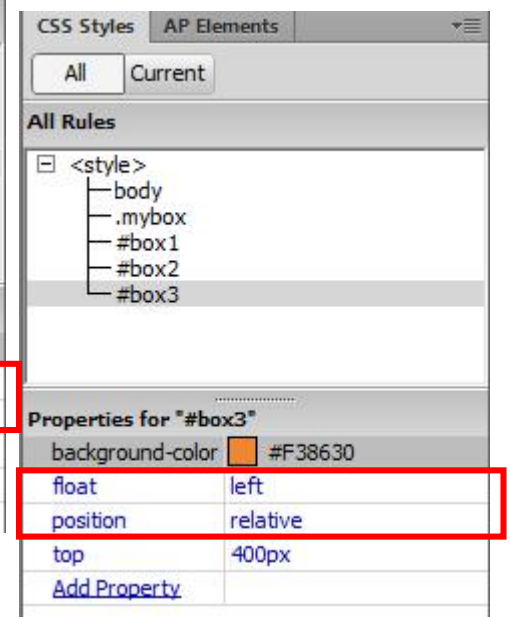 CSS Styles AP Elements
All Current
All Rules
<style>
body
.mybox
#box1
#box2
#box3
Properties for "#box3"
background-color #F38630
float left
position relative
top 400px
Add Property